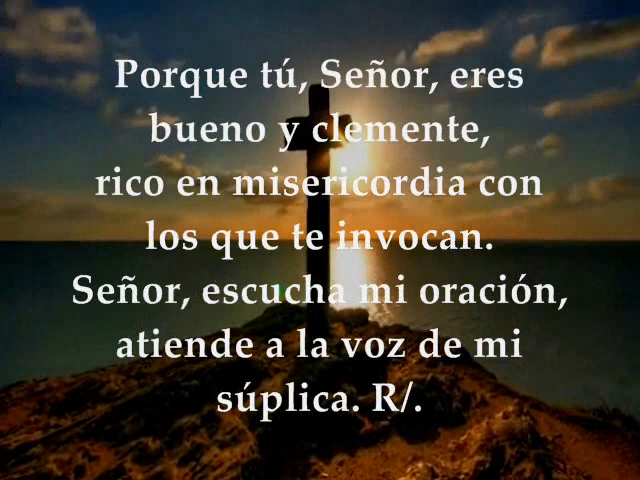 Porque tú, Señor, eres
bueno y clemente,
rico en misericordia con
los que te invocan.
Señor, escucha mi oración,
atiende a la voz de mi
súplica. R/.